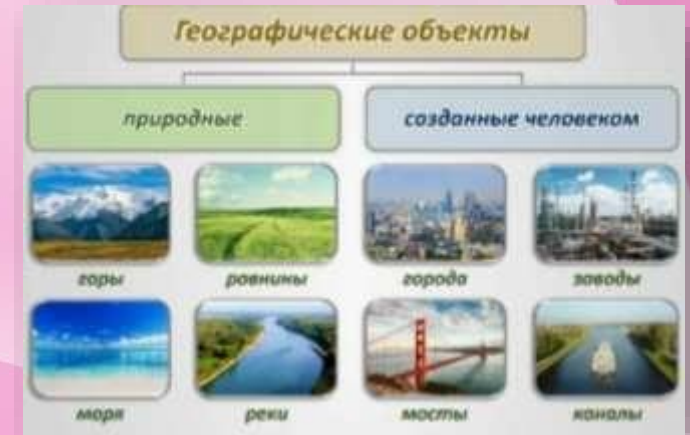 Географические объекты
природные
созданные человеком
горы
равнины
города
заводы
моря
реки
мосты
каналы